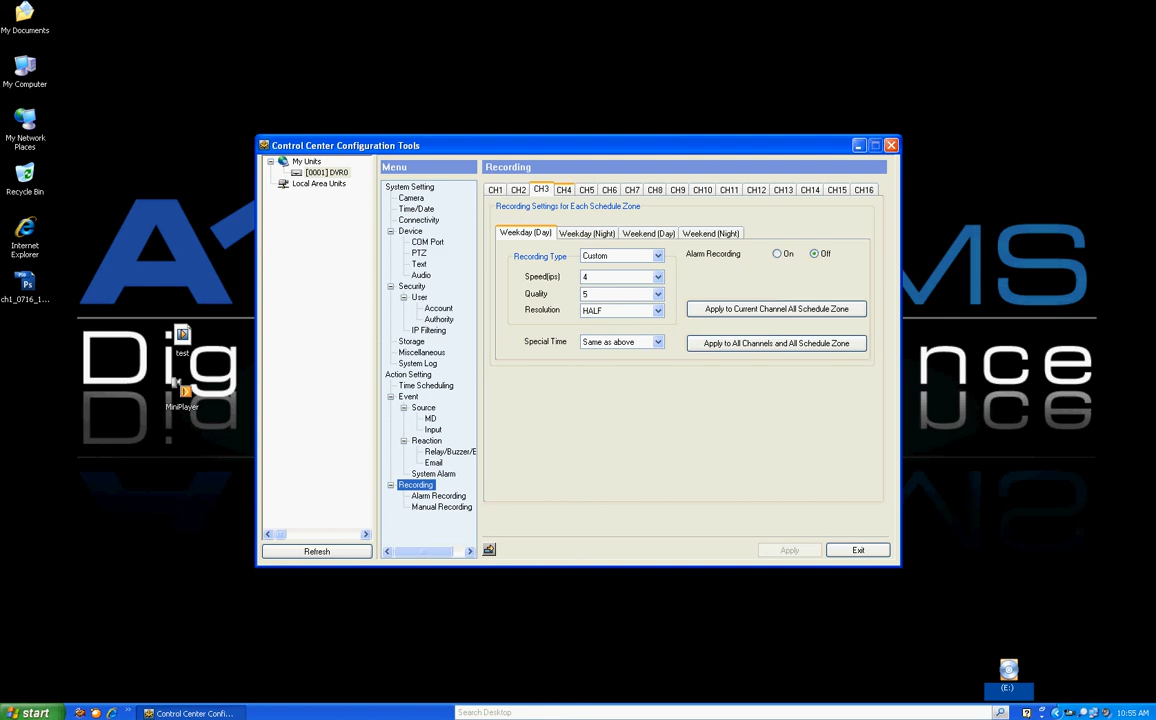 My Documents
My Computer
My Network
Places
Recycle Bin
Internet
Explorer
ch1_0716_1...
test
MiniPlayer
A1
MS
Dig
nce
Control Center Configuration Tools
My Units
[0001] DVR0
Local Area Units
Refresh
Menu
System Setting
Camera
Time/Date
Connectivity
Device
COM Port
PTZ
Text
Audio
Security
User
Account
Authority
IP Filtering
Storage
Miscellaneous
System Log
Action Setting
Time Scheduling
Event
Source
MD
Input
Reaction
Relay/Buzzer/E
Email
System Alarm
Recording
Alarm Recording
Manual Recording
Recording
CH1 CH2 CH3 CH4 CH5 CH6 CH7 CH8 CH9 CH10 CH11 CH12 CH13 CH14 CH15 CH16
Recording Settings for Each Schedule Zone
Weekday (Day) Weekday (Night) Weekend (Day) Weekend (Night)
Recording Type Custom Alarm Recording On Off
Speed(ips) 4
Quality 5
Resolution HALF Apply to Current Channel All Schedule Zone
Special Time Same as above Apply to All Channels and All Schedule Zone
Apply Exit
(E:)
start Control Center Confi... Search Desktop 10:55 AM